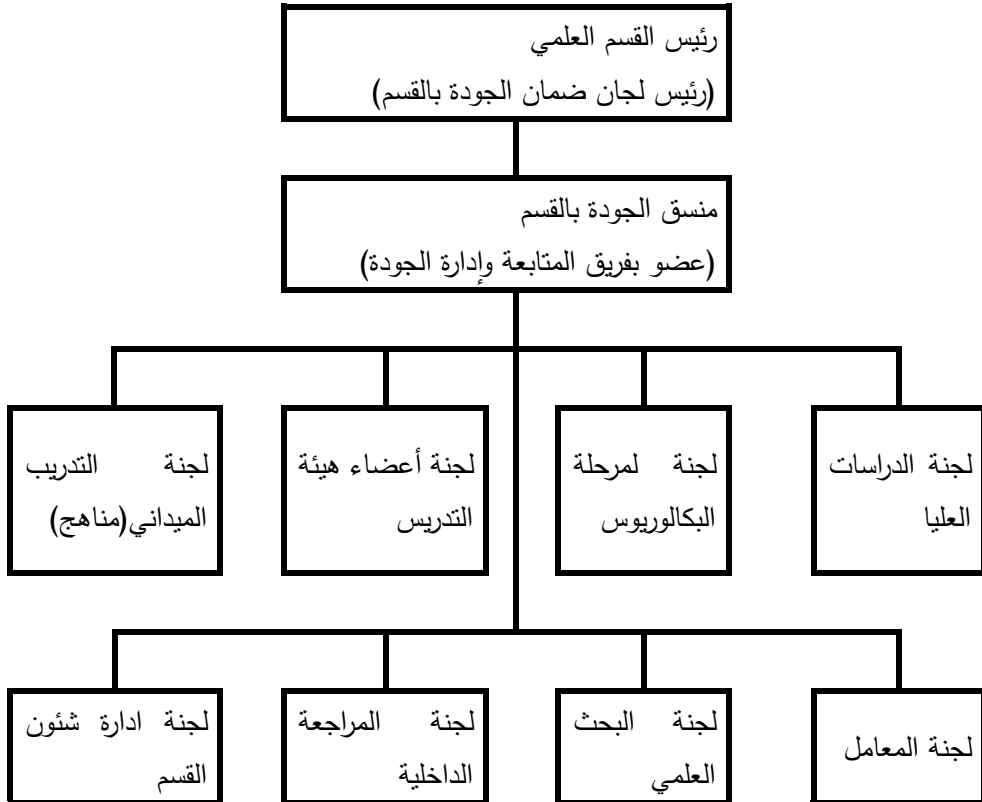 رئيس القسم العلمي
(رئيس لجان ضمان الجودة بالقسم)
منسق الجودة بالقسم
(عضو بفريق المتابعة وإدارة الجودة)
لجنة الدراسات
العليا
لجنة لمرحلة
البكالوريوس
لجنة أعضاء هيئة
التدريس
لجنة التدريب
الميداني(مناهج)
لجنة المعامل
لجنة البحث
العلمي
لجنة المراجعة
الداخلية
لجنة ادارة شئون
القسم